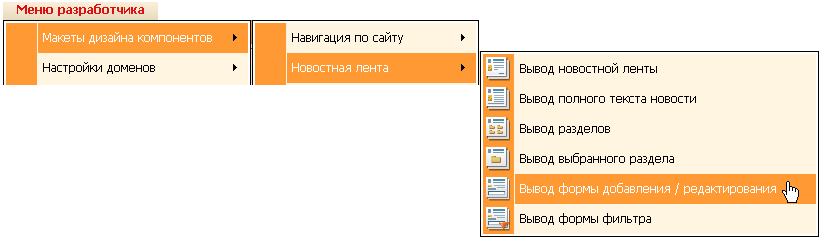 Меню разработчика
Макеты дизайна компонентов
Настройки доменов
Навигация по сайту
Новостная лента
Вывод новостной ленты
Вывод полного текста новости
Вывод разделов
Вывод выбранного раздела
Вывод формы добавления / редактирования
Вывод формы фильтра